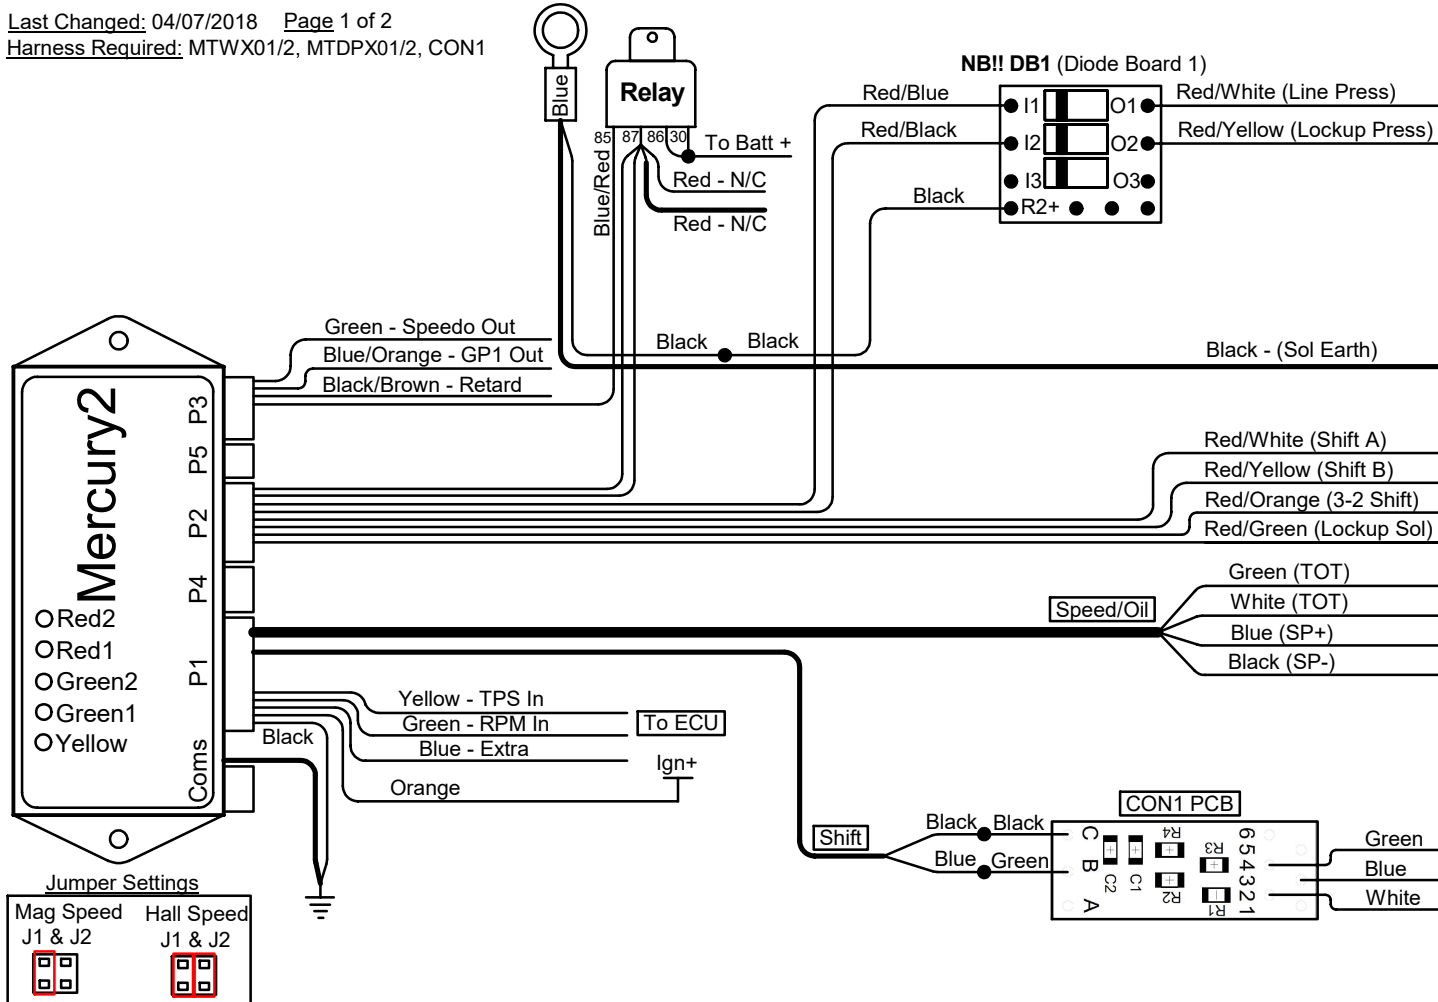 Last Changed: 04/07/2018 Page 1 of 2
Harness Required: MTWX01/2, MTDPX01/2, CON1
Blue
Relay
85 87 86 30
To Batt +
Red - N/C
Red - N/C
Blue/Red
NB!! DB1 (Diode Board 1)
Red/Blue
I1 O1
Red/White (Line Press)
Red/Black
I2 O2
Red/Yellow (Lockup Press)
I3 O3
Black
R2+
Green - Speedo Out
Blue/Orange - GP1 Out
Black/Brown - Retard
Black Black
Black - (Sol Earth)
Mercury2
P3
P5
P2
P4
P1
Coms
Red2
Red1
Green2
Green1
Yellow
Red/White (Shift A)
Red/Yellow (Shift B)
Red/Orange (3-2 Shift)
Red/Green (Lockup Sol)
Speed/Oil
Green (TOT)
White (TOT)
Blue (SP+)
Black (SP-)
Yellow - TPS In
Green - RPM In
To ECU
Blue - Extra
Black
Orange
Ign+
Shift
CON1 PCB
Black Black
Blue Green
C B A
C2 C1
R4
R2
R3
R1
6 5 4 3 2 1
Green
Blue
White
Jumper Settings
Mag Speed Hall Speed
J1 & J2 J1 & J2